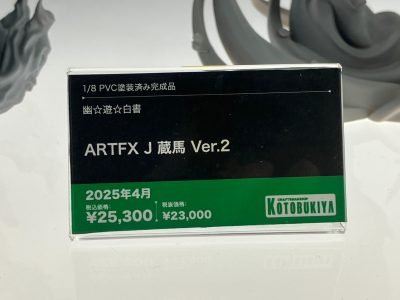 1/8 PVC塗装済み完成品
幽☆遊☆白書
ARTFX J 蔵馬 Ver.2
2025年4月
税込価格: 税抜価格:
¥25,300 ¥23,000
CRAFTSMANSHIP
KOTOBUKIYA